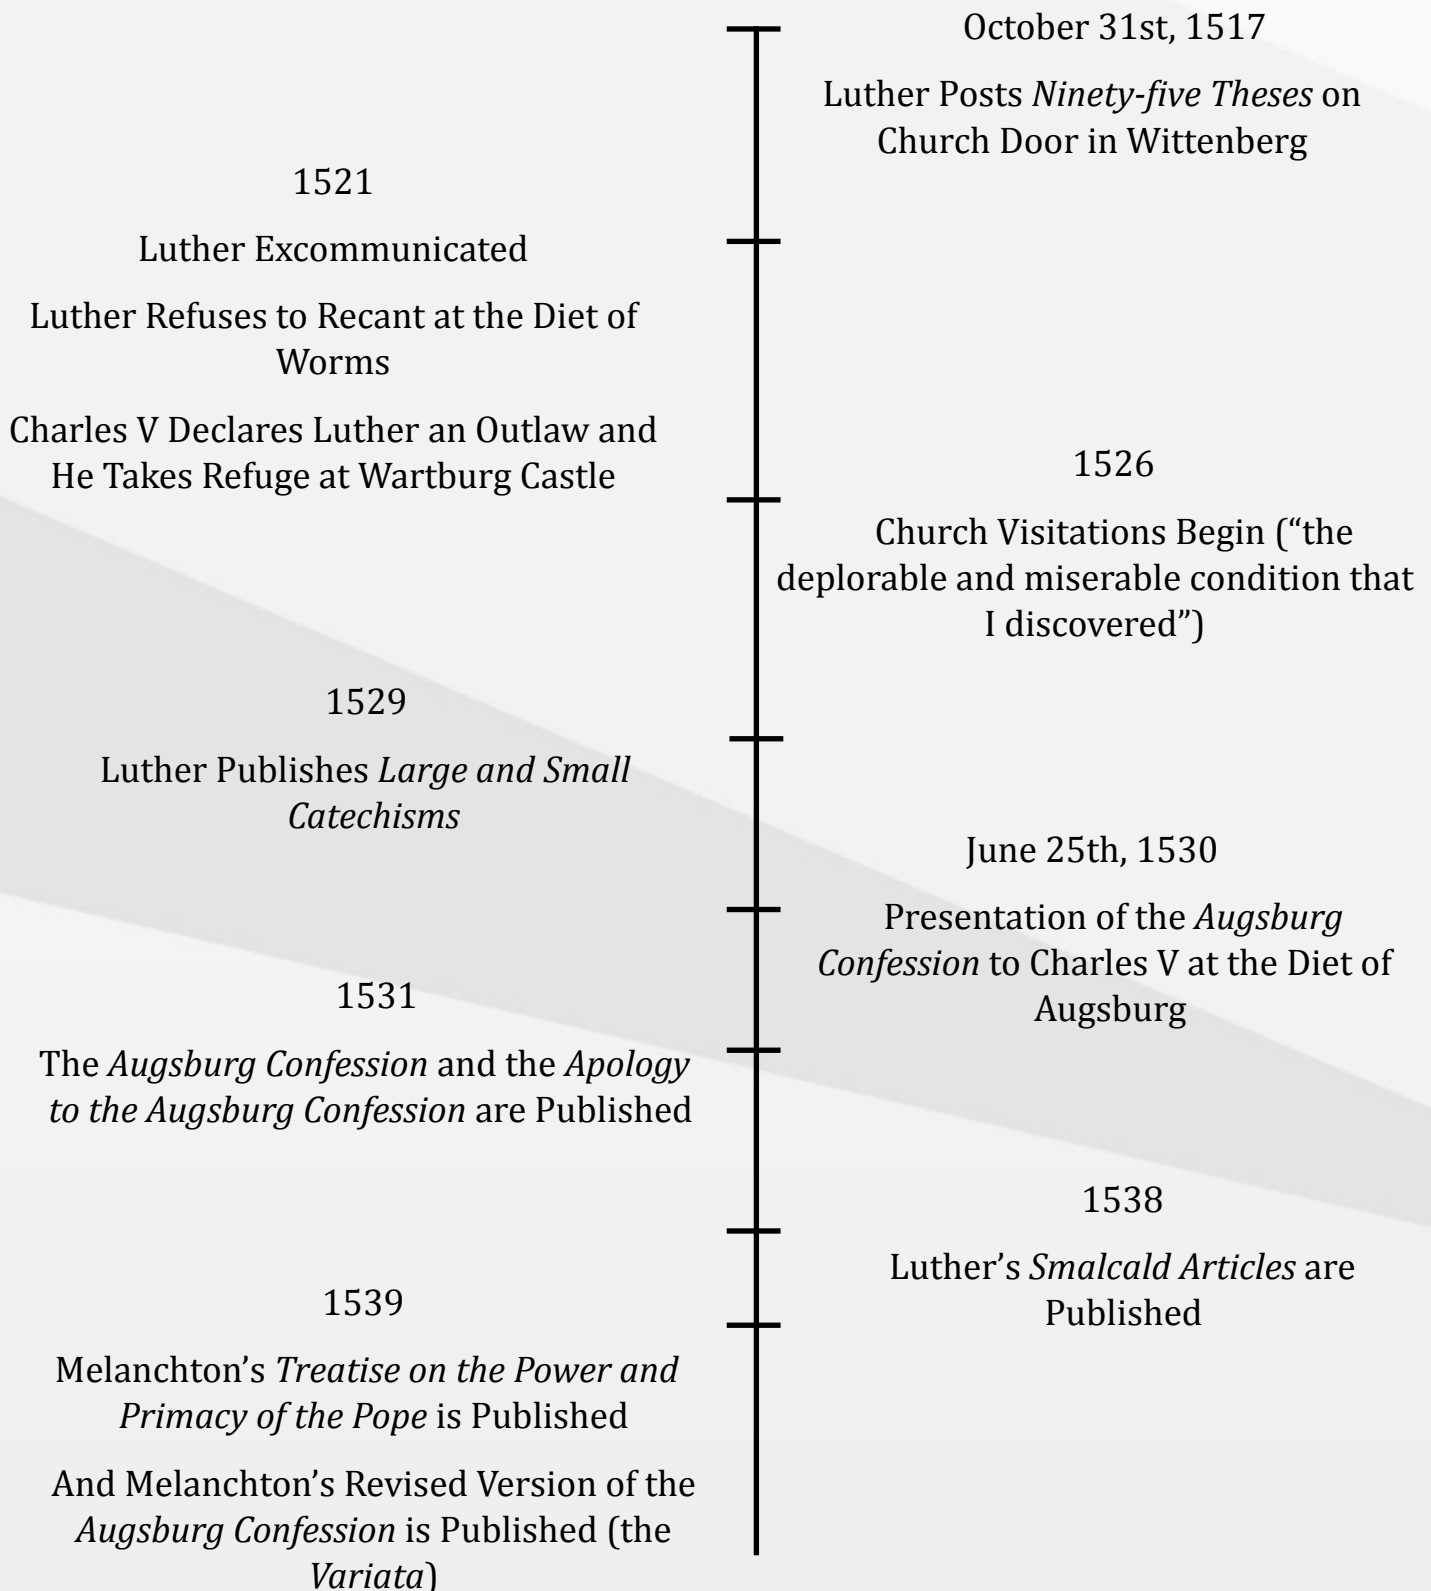 October 31st, 1517
Luther Posts Ninety-five Theses on
Church Door in Wittenberg
1521
Luther Excommunicated
Luther Refuses to Recant at the Diet of
Worms
Charles V Declares Luther an Outlaw and
He Takes Refuge at Wartburg Castle
1526
Church Visitations Begin (“the
deplorable and miserable condition that
I discovered”)
1529
Luther Publishes Large and Small
Catechisms
June 25th, 1530
Presentation of the Augsburg
Confession to Charles V at the Diet of
Augsburg
1531
The Augsburg Confession and the Apology
to the Augsburg Confession are Published
1538
Luther’s Smalcald Articles are
Published
1539
Melanchton’s Treatise on the Power and
Primacy of the Pope is Published
And Melanchton’s Revised Version of the
Augsburg Confession is Published (the
Variata)